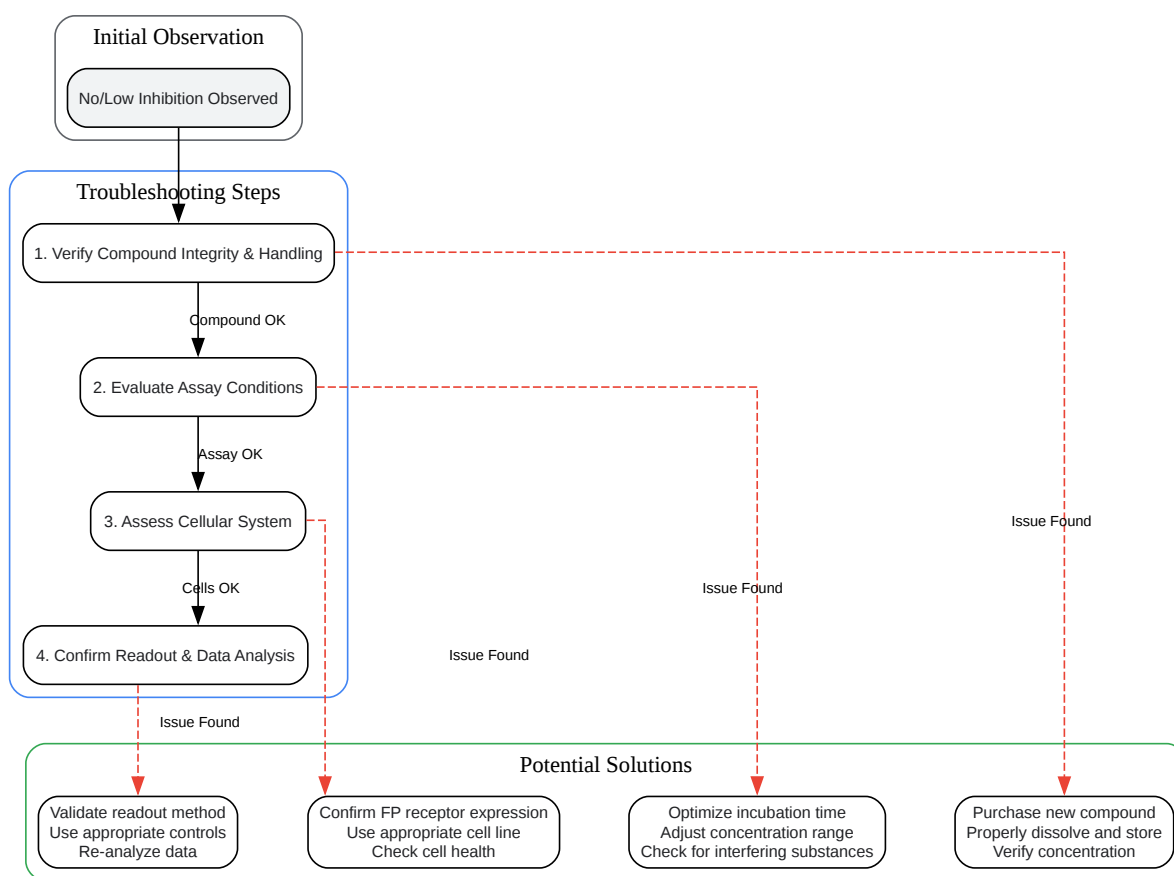 Initial Observation
No/Low Inhibition Observed
Troubleshooting Steps
1. Verify Compound Integrity & Handling
Compound OK
2. Evaluate Assay Conditions
Assay OK
3. Assess Cellular System
Issue Found
Cells OK
Issue Found
4. Confirm Readout & Data Analysis
Issue Found
Issue Found
Potential Solutions
Validate readout method
Use appropriate controls
Re-analyze data
Confirm FP receptor expression
Use appropriate cell line
Check cell health
Optimize incubation time
Adjust concentration range
Check for interfering substances
Purchase new compound
Properly dissolve and store
Verify concentration